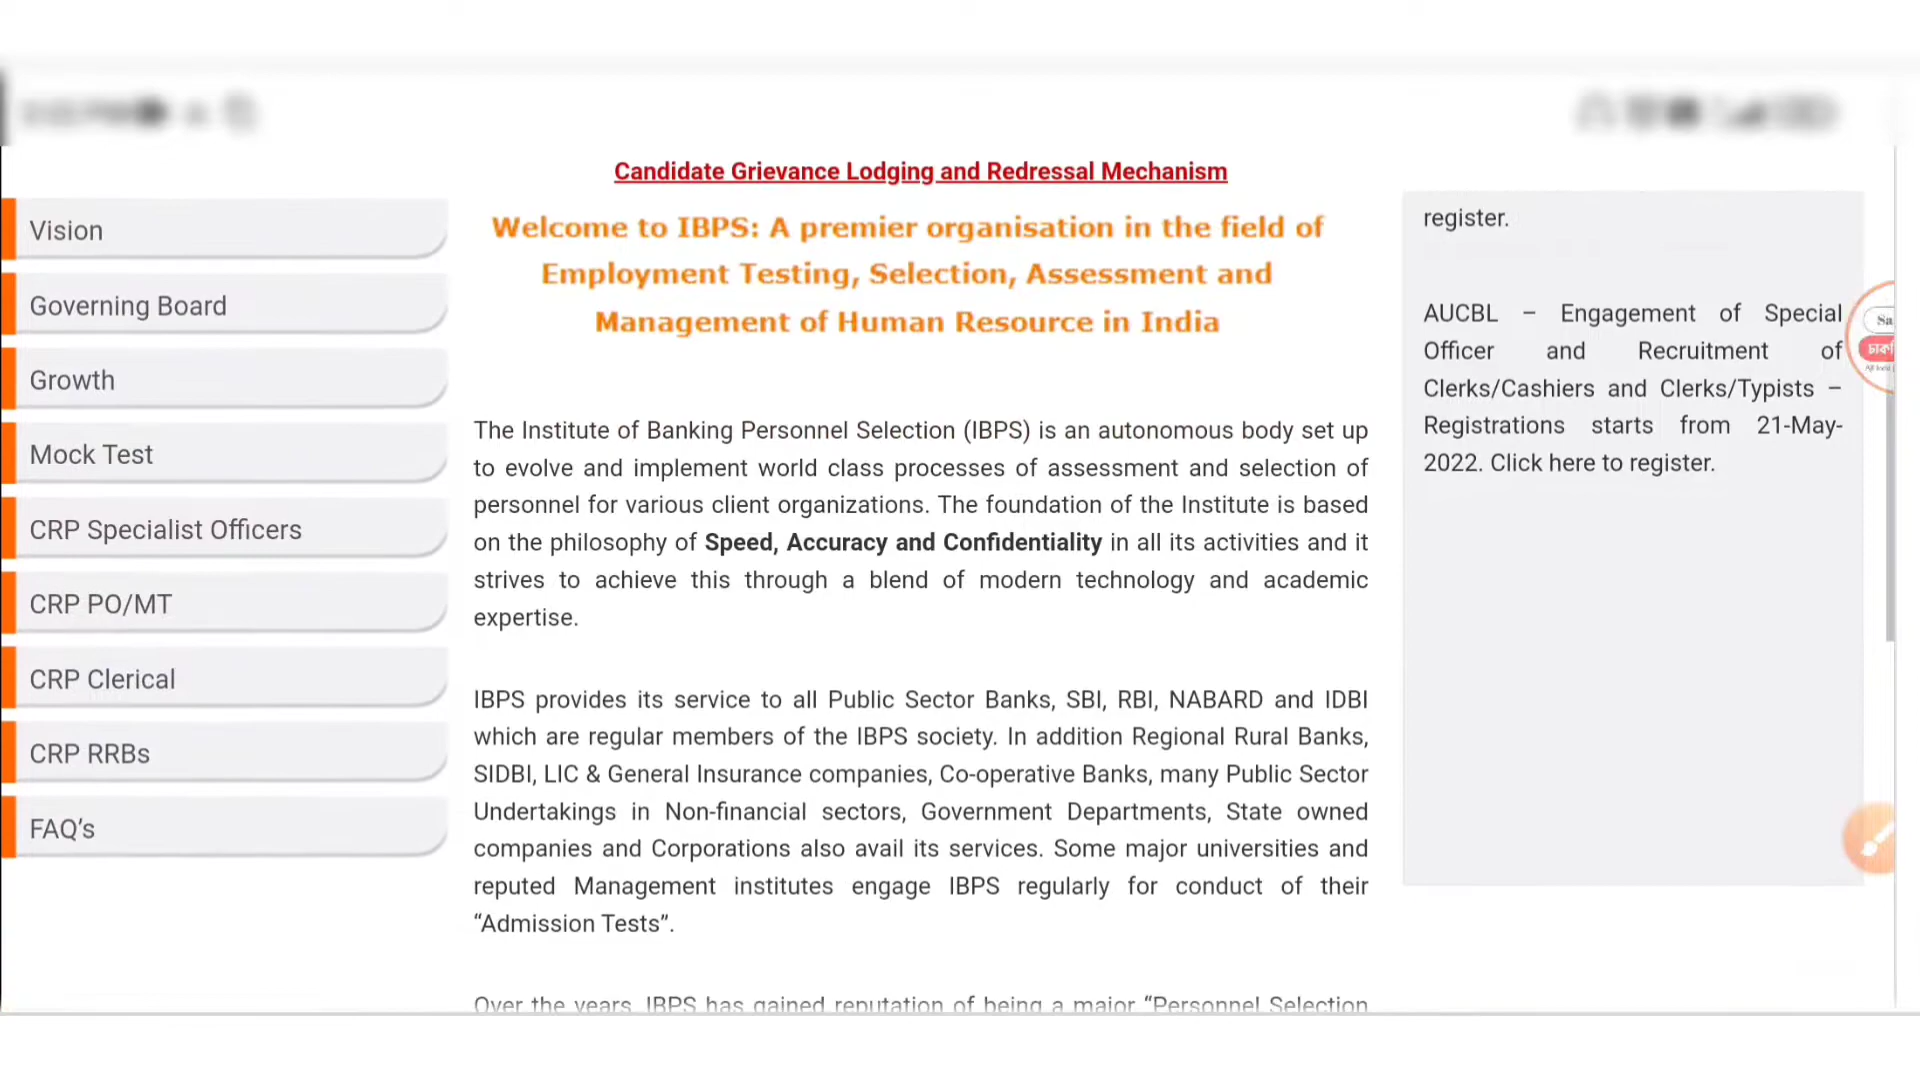 Candidate Grievance Lodging and Redressal Mechanism
Vision
Governing Board
Growth
Mock Test
CRP Specialist Officers
CRP PO/MT
CRP Clerical
CRP RRBs
FAQ’s
Welcome to IBPS: A premier organisation in the field of
Employment Testing, Selection, Assessment and
Management of Human Resource in India
The Institute of Banking Personnel Selection (IBPS) is an autonomous body set up
to evolve and implement world class processes of assessment and selection of
personnel for various client organizations. The foundation of the Institute is based
on the philosophy of Speed, Accuracy and Confidentiality in all its activities and it
strives to achieve this through a blend of modern technology and academic
expertise.
IBPS provides its service to all Public Sector Banks, SBI, RBI, NABARD and IDBI
which are regular members of the IBPS society. In addition Regional Rural Banks,
SIDBI, LIC & General Insurance companies, Co-operative Banks, many Public Sector
Undertakings in Non-financial sectors, Government Departments, State owned
companies and Corporations also avail its services. Some major universities and
reputed Management institutes engage IBPS regularly for conduct of their
“Admission Tests”.
Over the years, IBPS has gained reputation of being a major “Personnel Selection
register.
AUCBL – Engagement of Special
Officer and Recruitment of
Clerks/Cashiers and Clerks/Typists –
Registrations starts from 21-May-
2022. Click here to register.